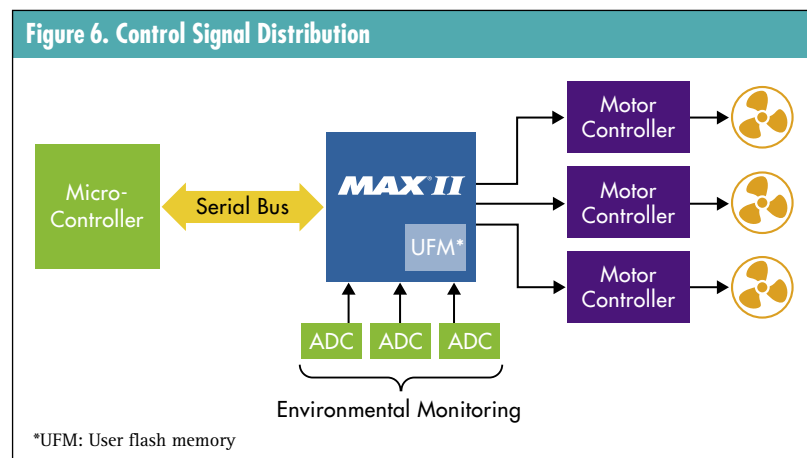 Figure 6. Control Signal Distribution
Micro-
Controller
Serial Bus
MAX® II
UFM*
Motor
Controller
Motor
Controller
Motor
Controller
ADC
ADC
ADC
Environmental Monitoring
*UFM: User flash memory